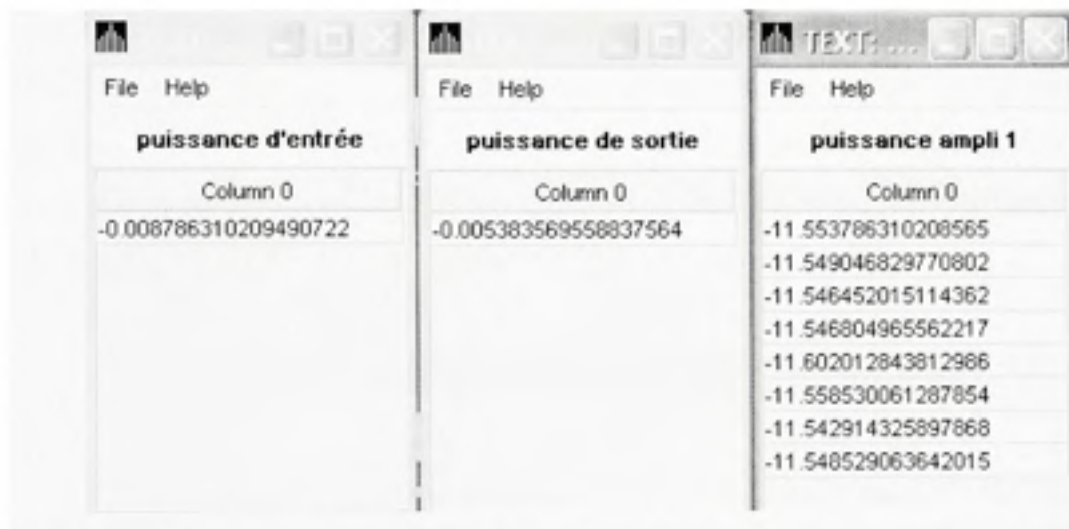 TEXT: ...
File Help
puissance d'entrée
Column 0
-0.008786310209490722
File Help
puissance de sortie
Column 0
-0.005383569558837564
File Help
puissance ampli 1
Column 0
-11.553786310208565
-11.549046829770802
-11.546452015114362
-11.546804965562217
-11.602012843812986
-11.558530061287854
-11.542914325897868
-11.548529063642015